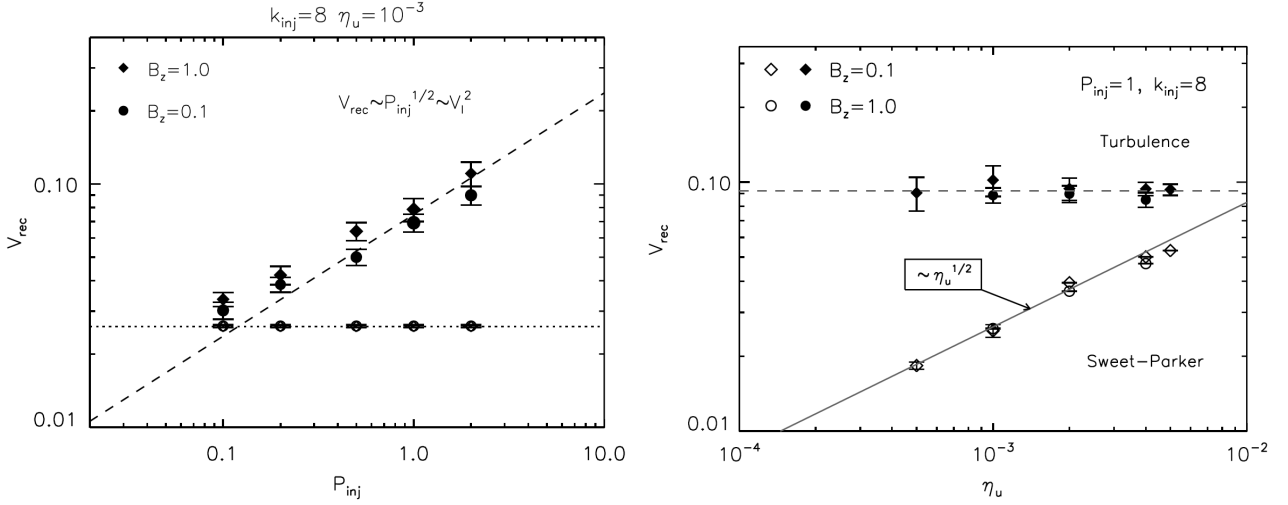 k_inj=8 η_u=10^-3
B_z=1.0
B_z=0.1
V_rec~P_inj^1/2~V_l^2
0.10
0.01
V_rec
0.1
1.0
10.0
P_inj
B_z=0.1
B_z=1.0
P_inj=1, k_inj=8
Turbulence
0.10
~η_u^1/2
Sweet-Parker
0.01
V_rec
10^-4
10^-3
10^-2
η_u